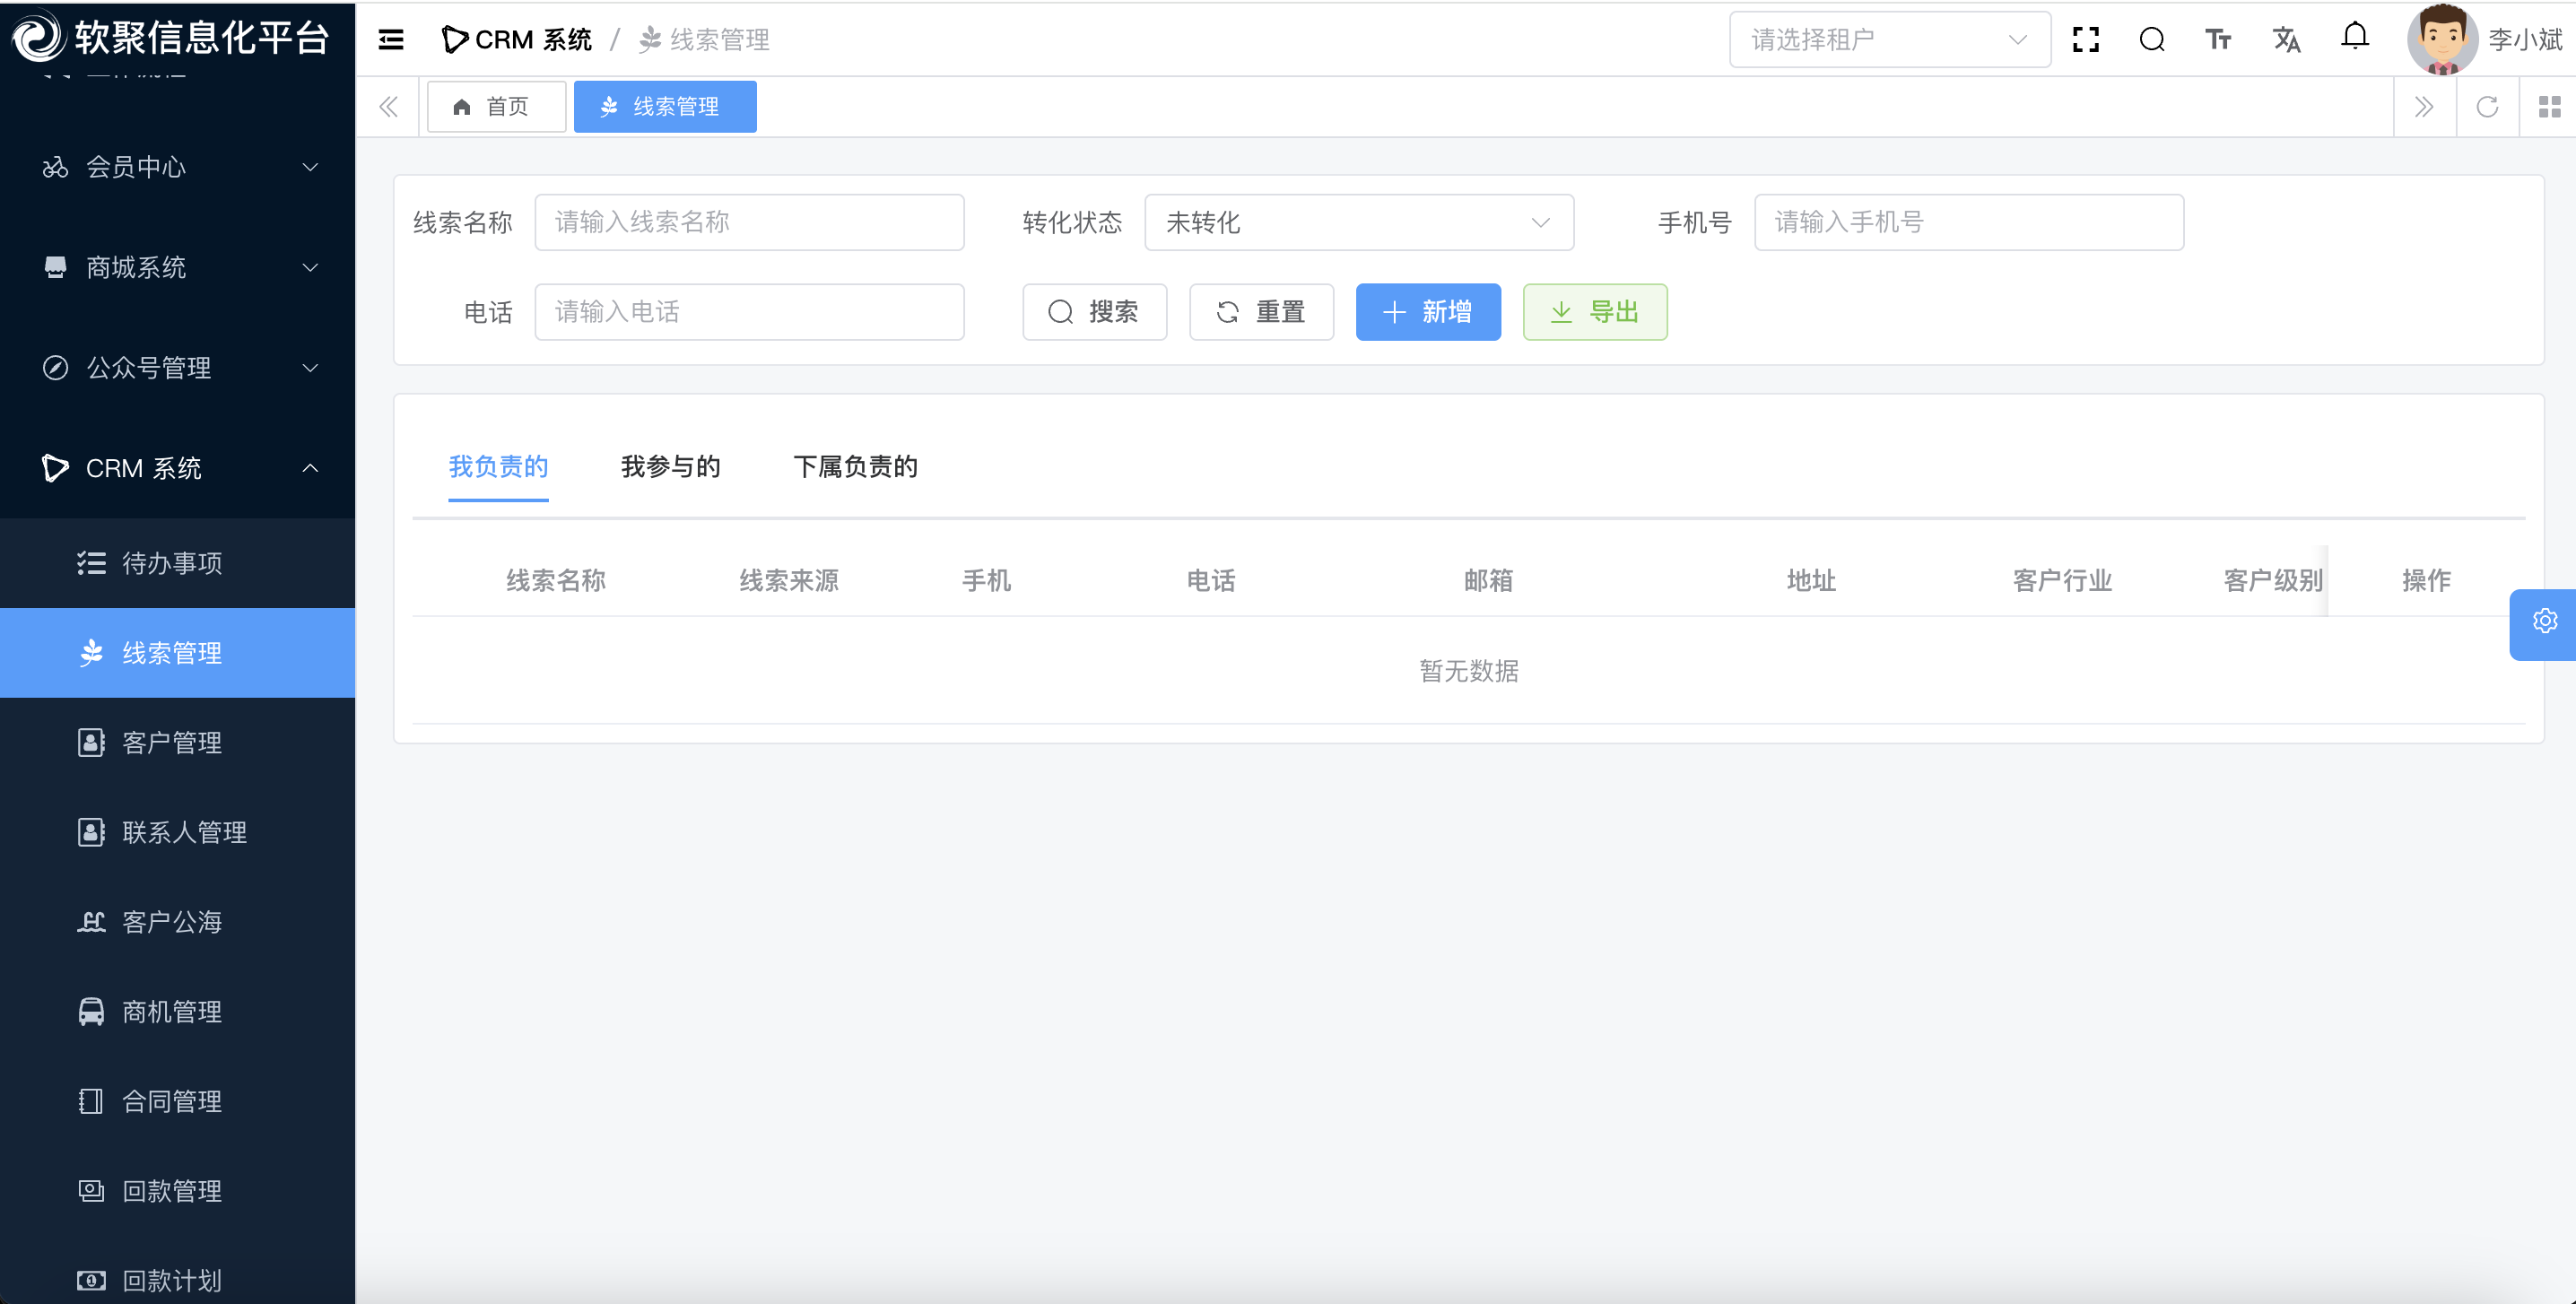 软聚信息化平台
CRM 系统 / 线索管理
请选择租户
李小斌
首页
线索管理
会员中心
商城系统
公众号管理
CRM 系统
待办事项
线索管理
客户管理
联系人管理
客户公海
商机管理
合同管理
回款管理
回款计划
线索名称 请输入线索名称 转化状态 未转化 手机号 请输入手机号
电话 请输入电话 搜索 重置 新增 导出
我负责的 我参与的 下属负责的
线索名称 线索来源 手机 电话 邮箱 地址 客户行业 客户级别 操作
暂无数据